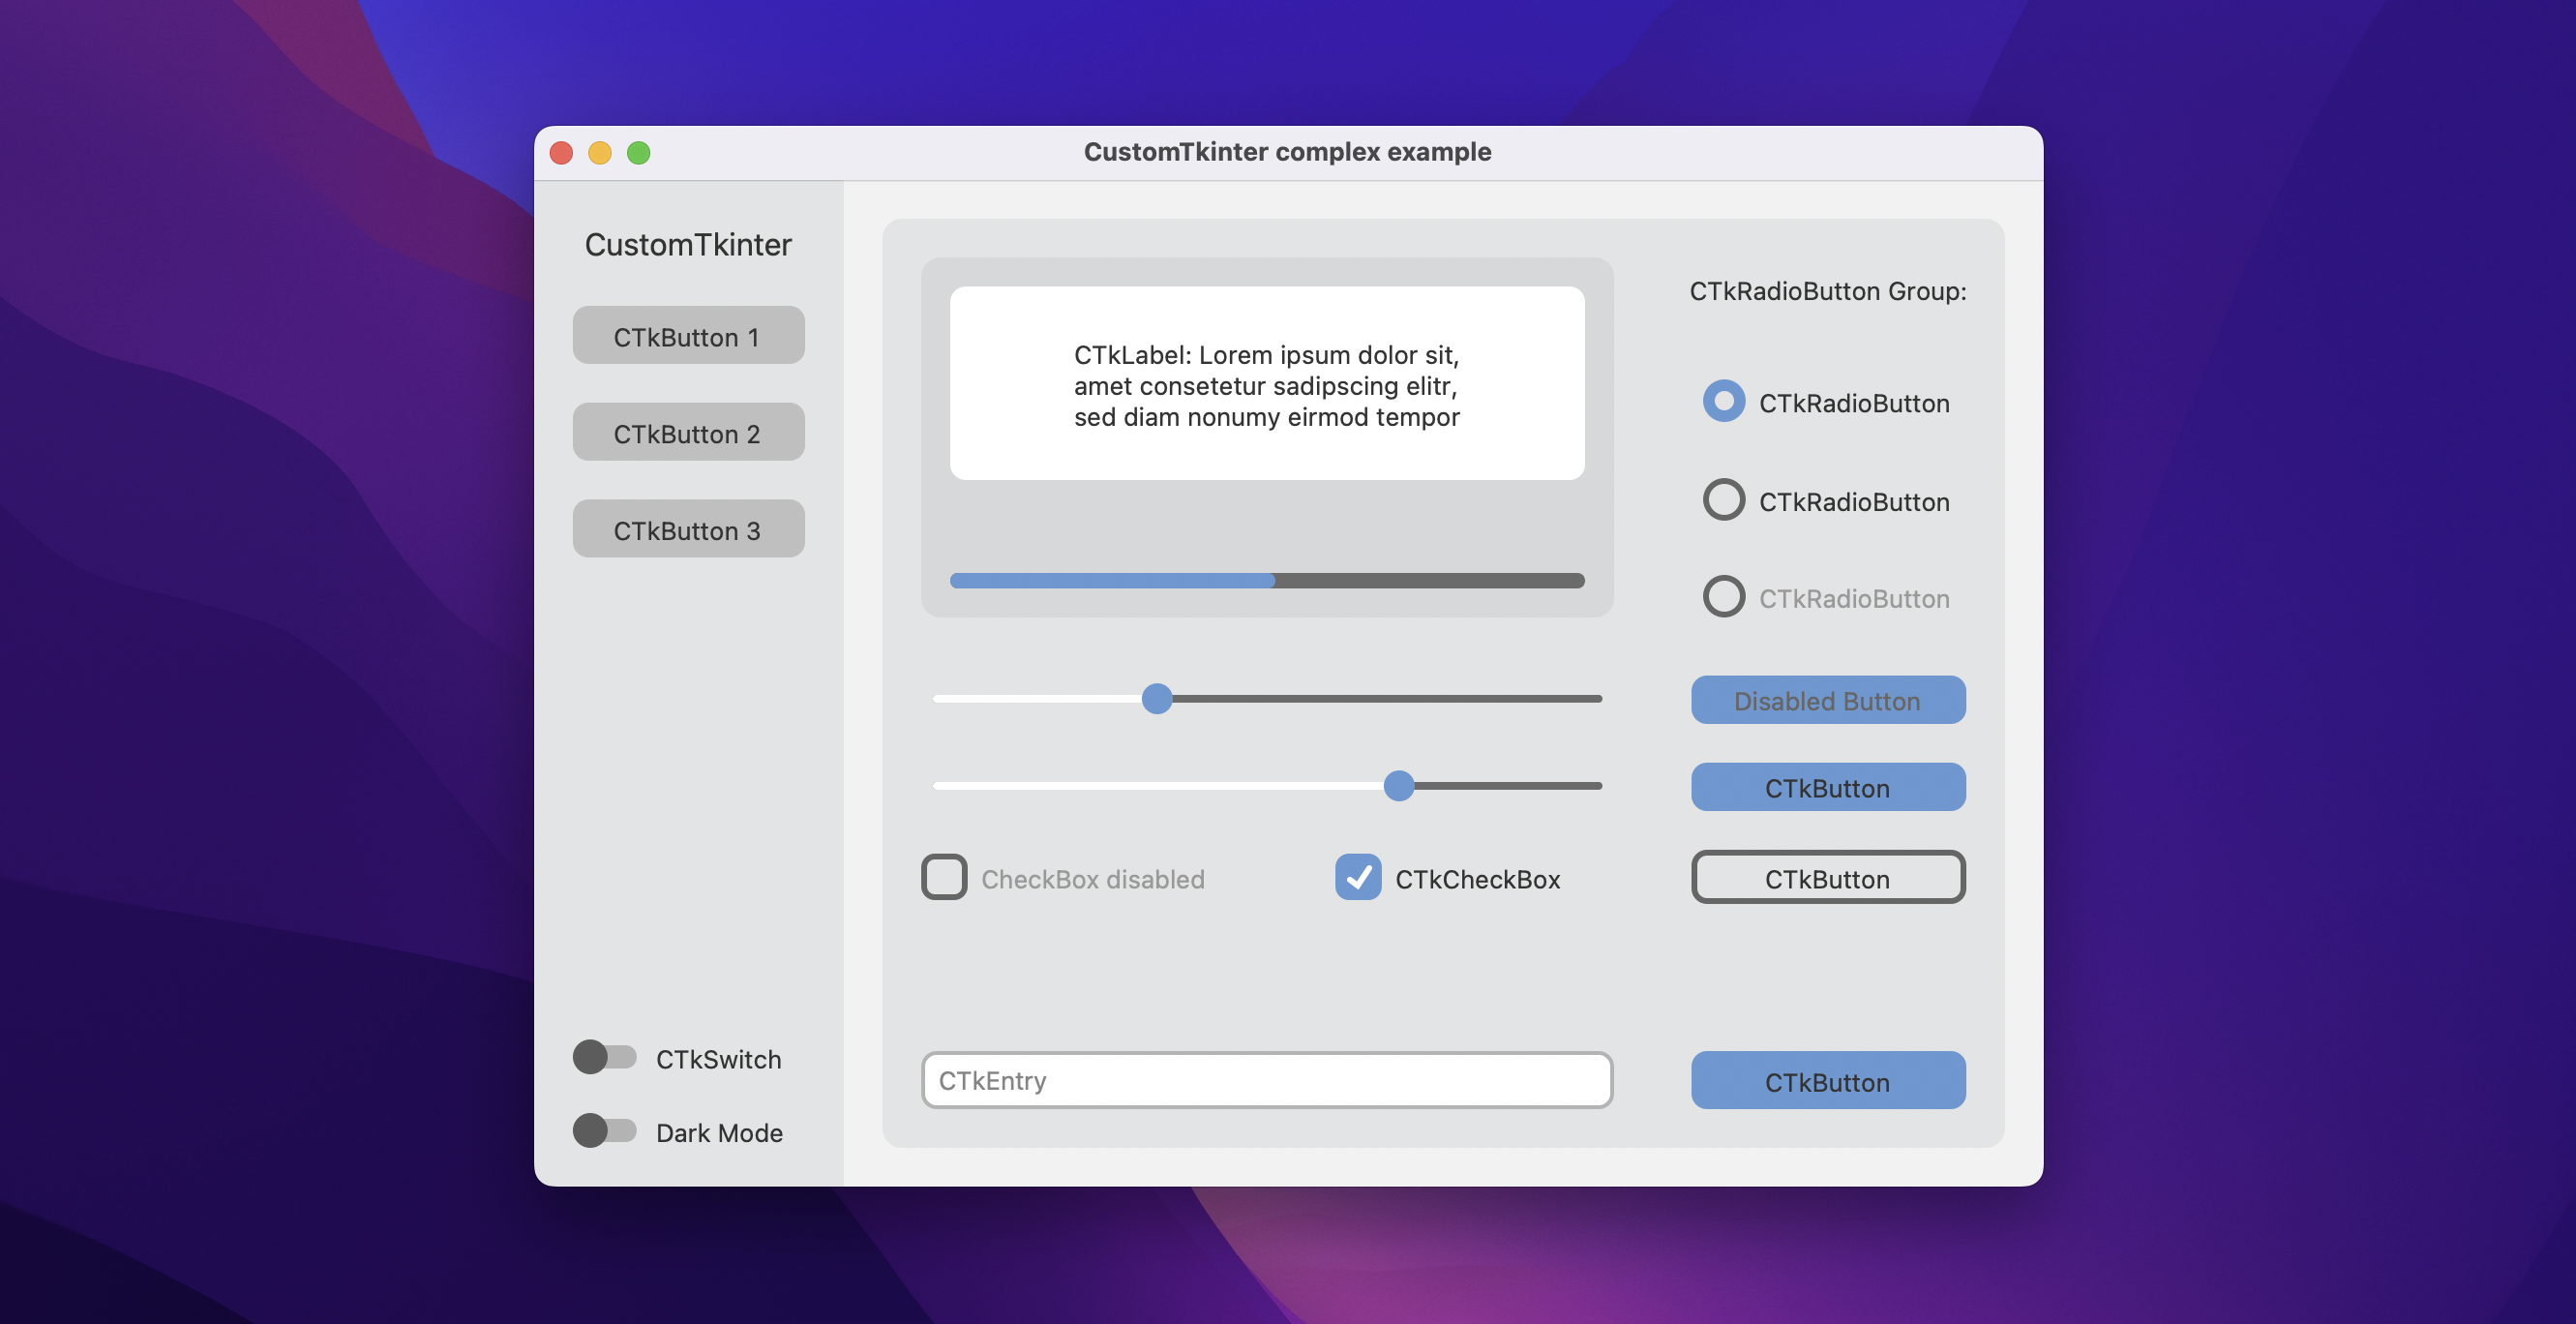 CustomTkinter complex example
CustomTkinter
CTkButton 1
CTkButton 2
CTkButton 3
CTkSwitch
Dark Mode
CTkLabel: Lorem ipsum dolor sit,
amet consetetur sadipscing elitr,
sed diam nonumy eirmod tempor
CTkRadioButton Group:
CTkRadioButton
CTkRadioButton
CTkRadioButton
Disabled Button
CTkButton
CheckBox disabled
CTkCheckBox
CTkButton
CTkEntry
CTkButton